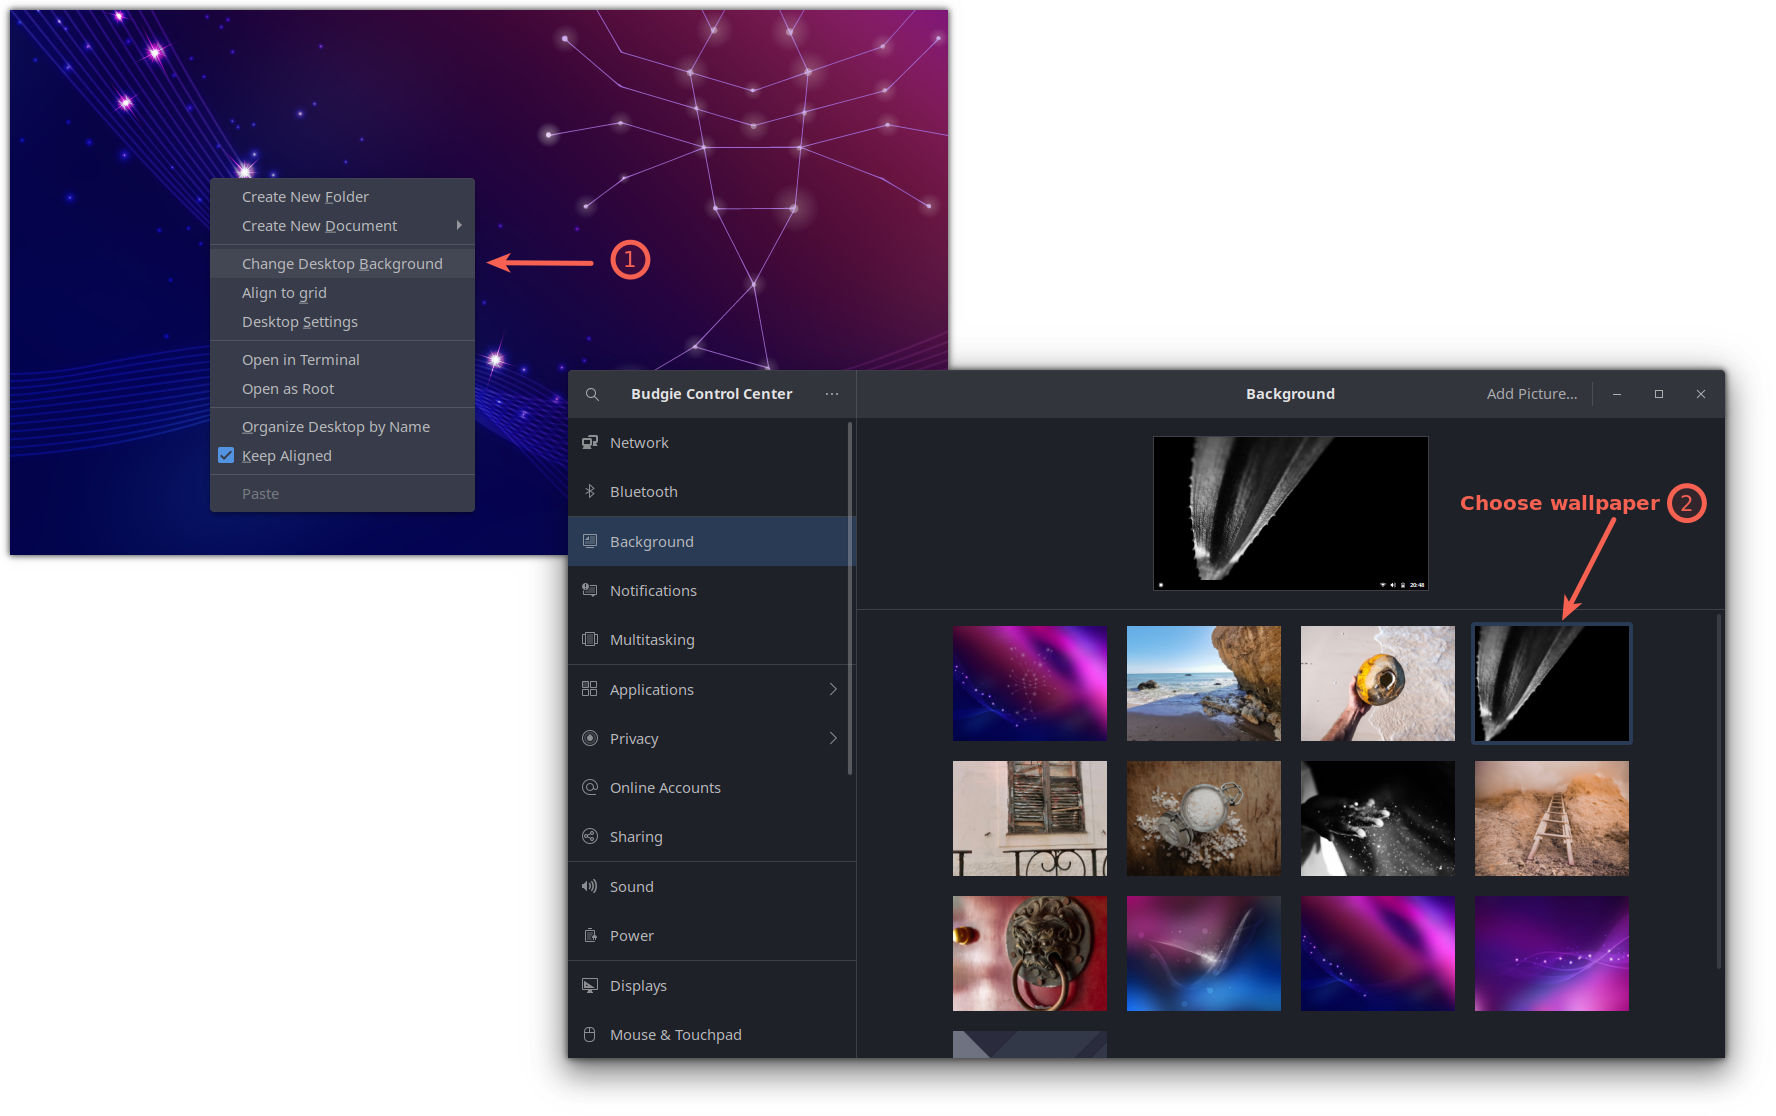 Create New Folder
Create New Document
Change Desktop Background
Align to grid
Desktop Settings
Open in Terminal
Open as Root
Organize Desktop by Name
Keep Aligned
Paste
1
Budgie Control Center
Network
Bluetooth
Background
Notifications
Multitasking
Applications
Privacy
Online Accounts
Sharing
Sound
Power
Displays
Mouse & Touchpad
Background
Add Picture...
20:48
Choose wallpaper 2